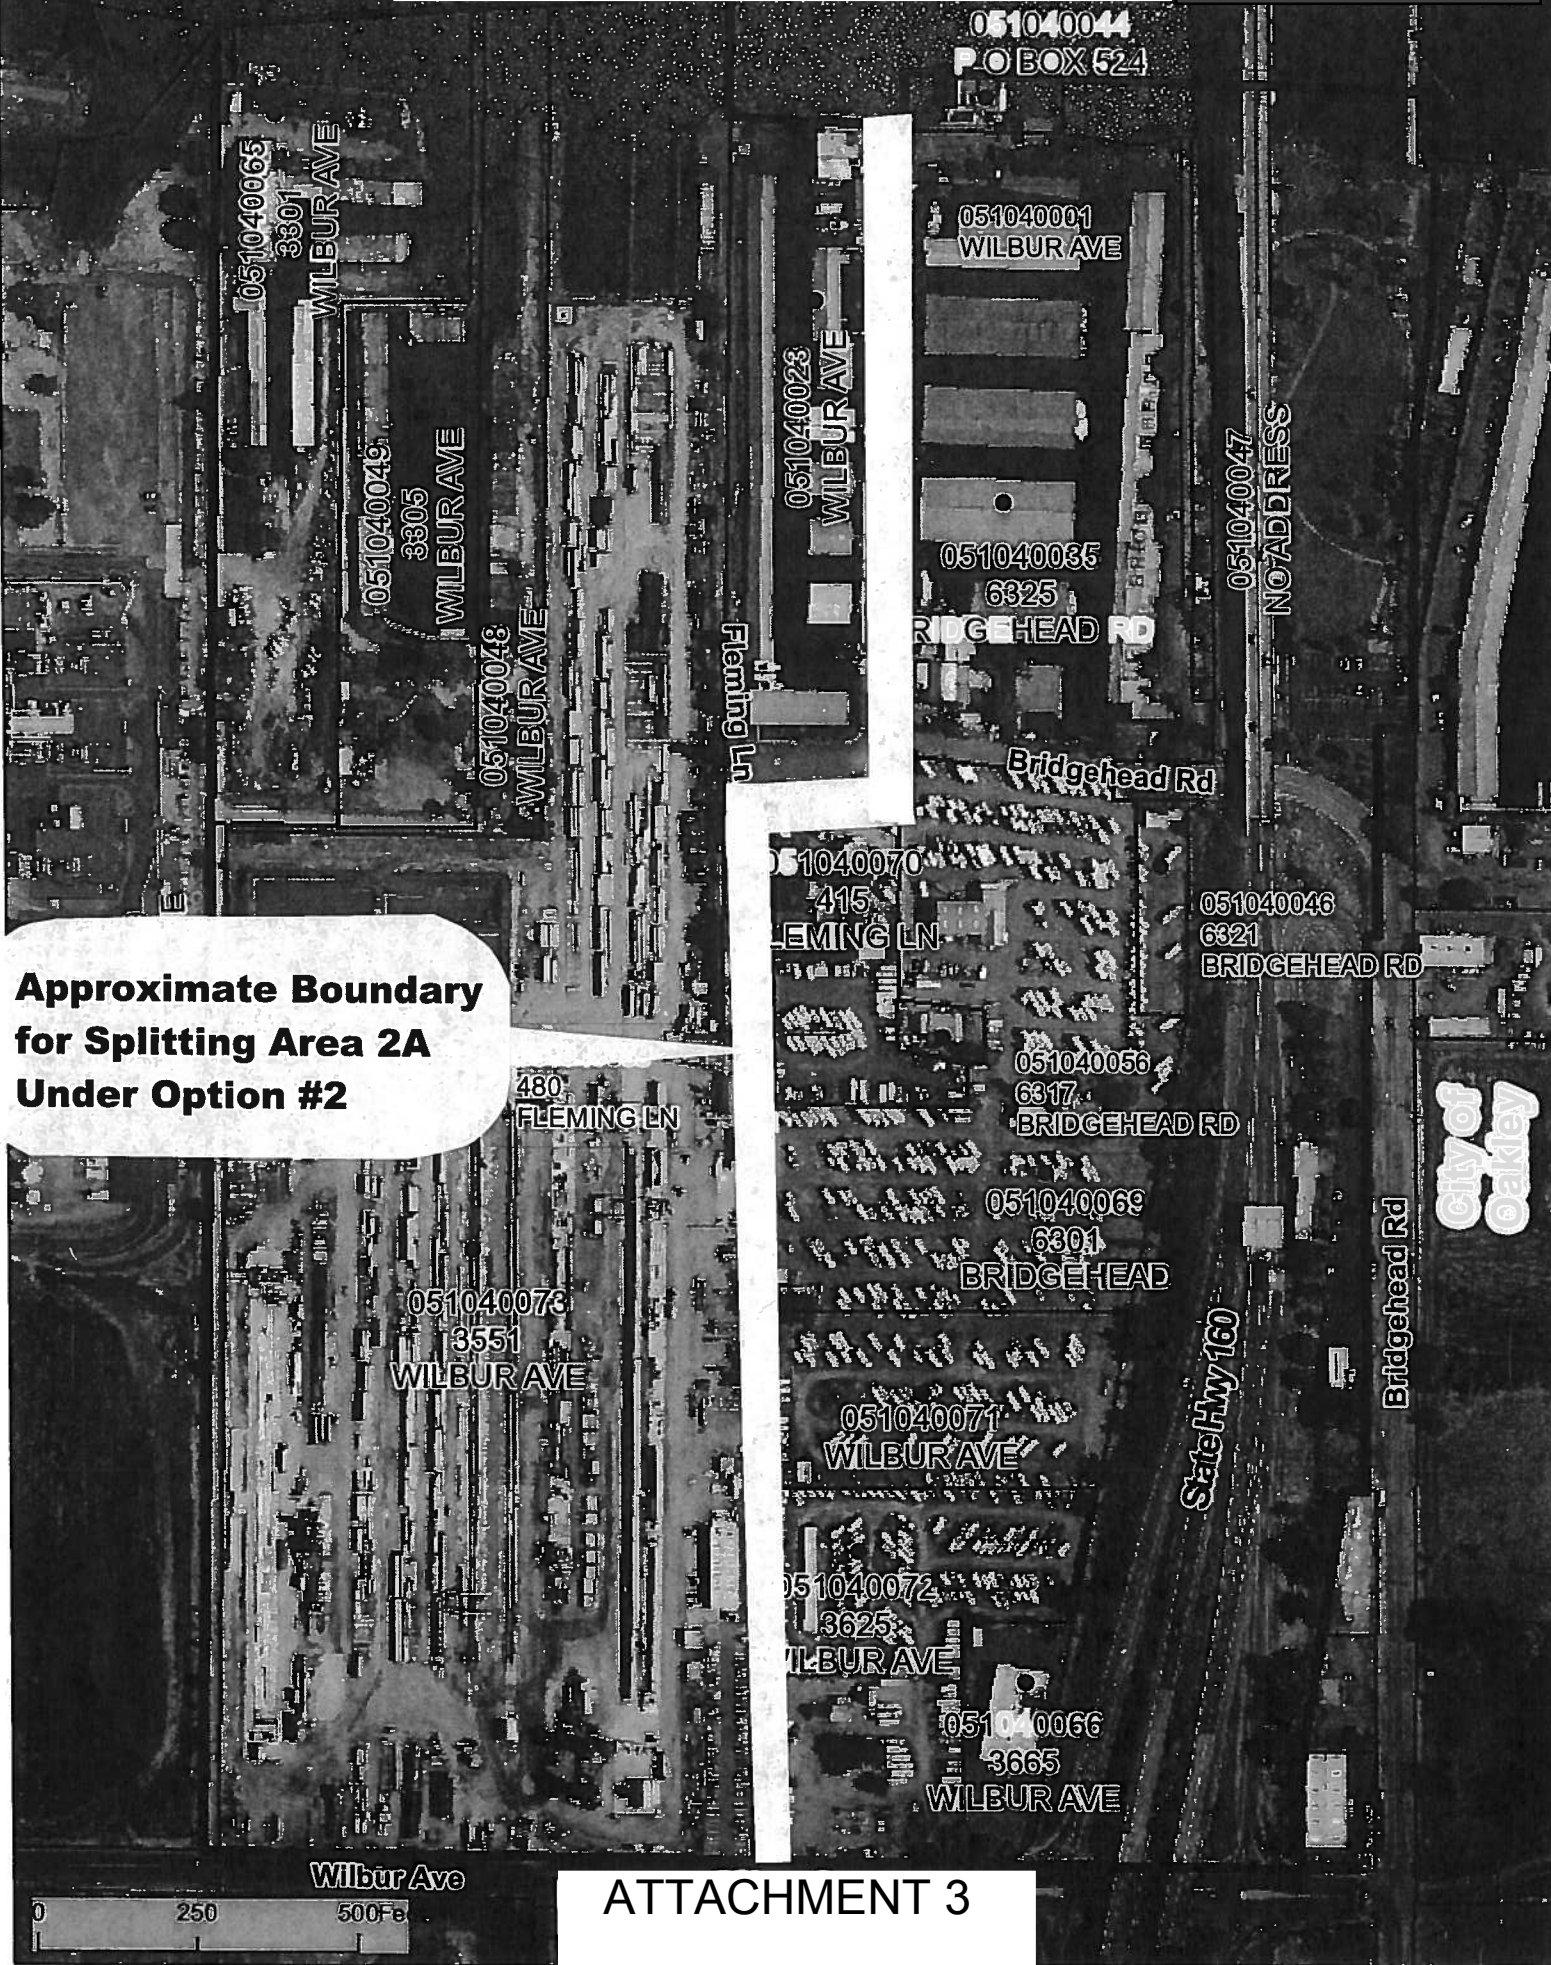 051040044
P O BOX 524
051040065
3301
WILBUR AVE
051040001
WILBUR AVE
051040023
WILBUR AVE
051040049
3305
WILBUR AVE
051040047
NO ADDRESS
051040035
6325
RIDGEHEAD RD
051040048
WILBUR AVE
Fleming Ln
Bridgehead Rd
051040070
415
LEMING LN
051040046
6321
BRIDGEHEAD RD
E
Approximate Boundary
for Splitting Area 2A
Under Option #2
480
FLEMING LN
051040056
6317
BRIDGEHEAD RD
City of
Oakley
051040069
6301
BRIDGEHEAD
051040073
3551
WILBUR AVE
Bridgehead Rd
State Hwy 160
051040071
WILBUR AVE
051040072
3625
ILBUR AVE
051040066
3665
WILBUR AVE
Wilbur Ave
0 250 500Fe
ATTACHMENT 3